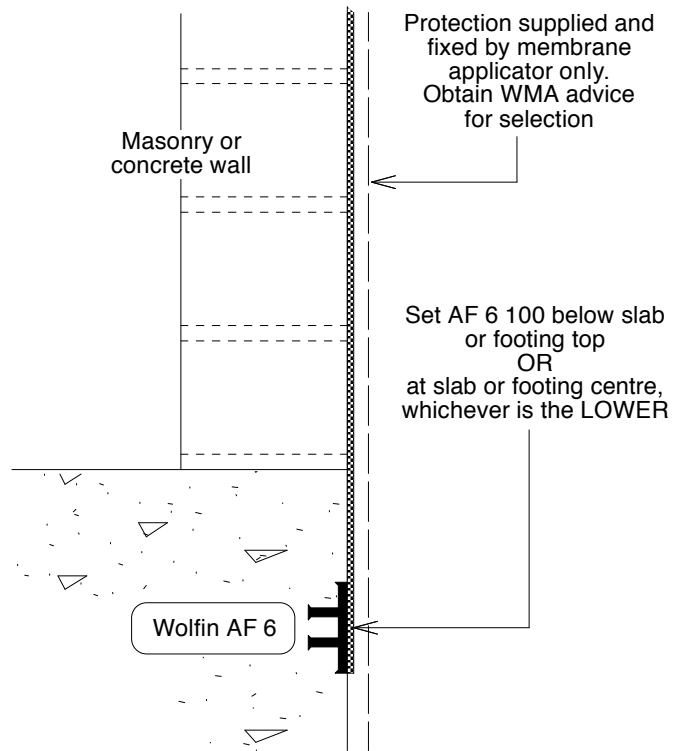 Protection supplied and
fixed by membrane
applicator only.
Obtain WMA advice
for selection
Masonry or
concrete wall
Set AF 6 100 below slab
or footing top
OR
at slab or footing centre,
whichever is the LOWER
Wolfin AF 6